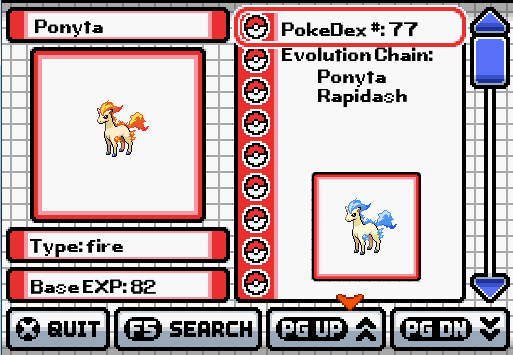 Ponyta
PokeDex #: 77
Evolution Chain:
Ponyta
Rapidash
Type: fire
Base EXP: 82
X QUIT
F5 SEARCH
PG UP
PG DN